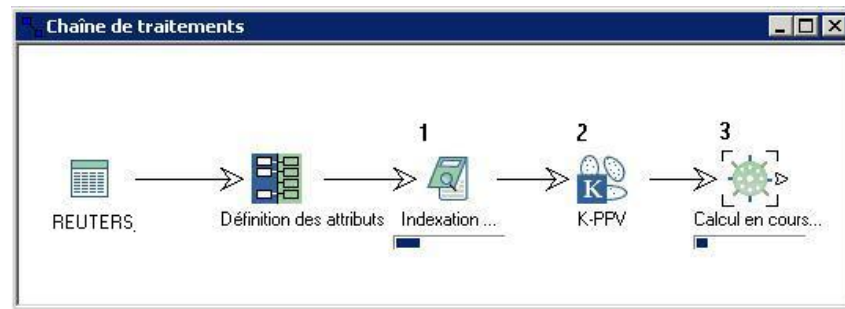 Chaîne de traitements
1 2 3
K
REUTERS
Définition des attributs
Indexation ...
K-PPV
Calcul en cours...